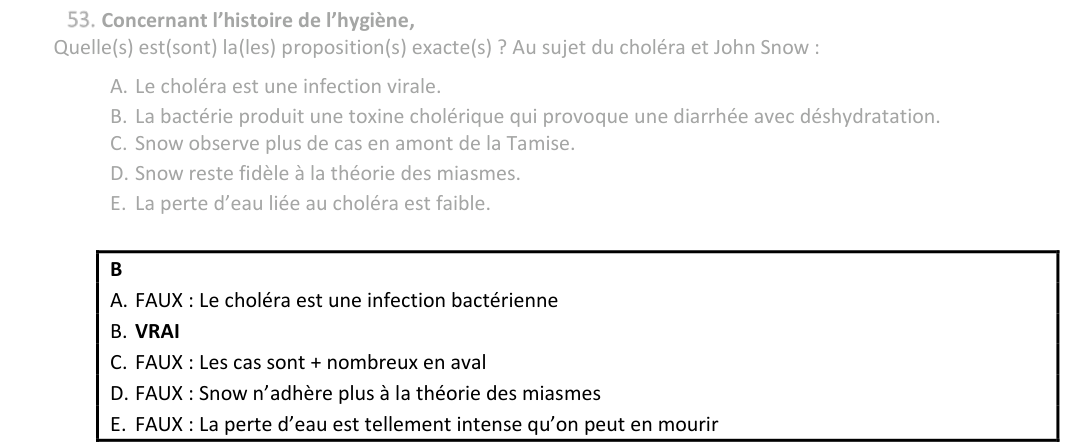 53. Concernant l’histoire de l’hygiène,
Quelle(s) est(sont) la(les) proposition(s) exacte(s) ? Au sujet du choléra et John Snow :
A. Le choléra est une infection virale.
B. La bactérie produit une toxine cholérique qui provoque une diarrhée avec déshydratation.
C. Snow observe plus de cas en amont de la Tamise.
D. Snow reste fidèle à la théorie des miasmes.
E. La perte d’eau liée au choléra est faible.
B
A. FAUX : Le choléra est une infection bactérienne
B. VRAI
C. FAUX : Les cas sont + nombreux en aval
D. FAUX : Snow n’adhère plus à la théorie des miasmes
E. FAUX : La perte d’eau est tellement intense qu’on peut en mourir